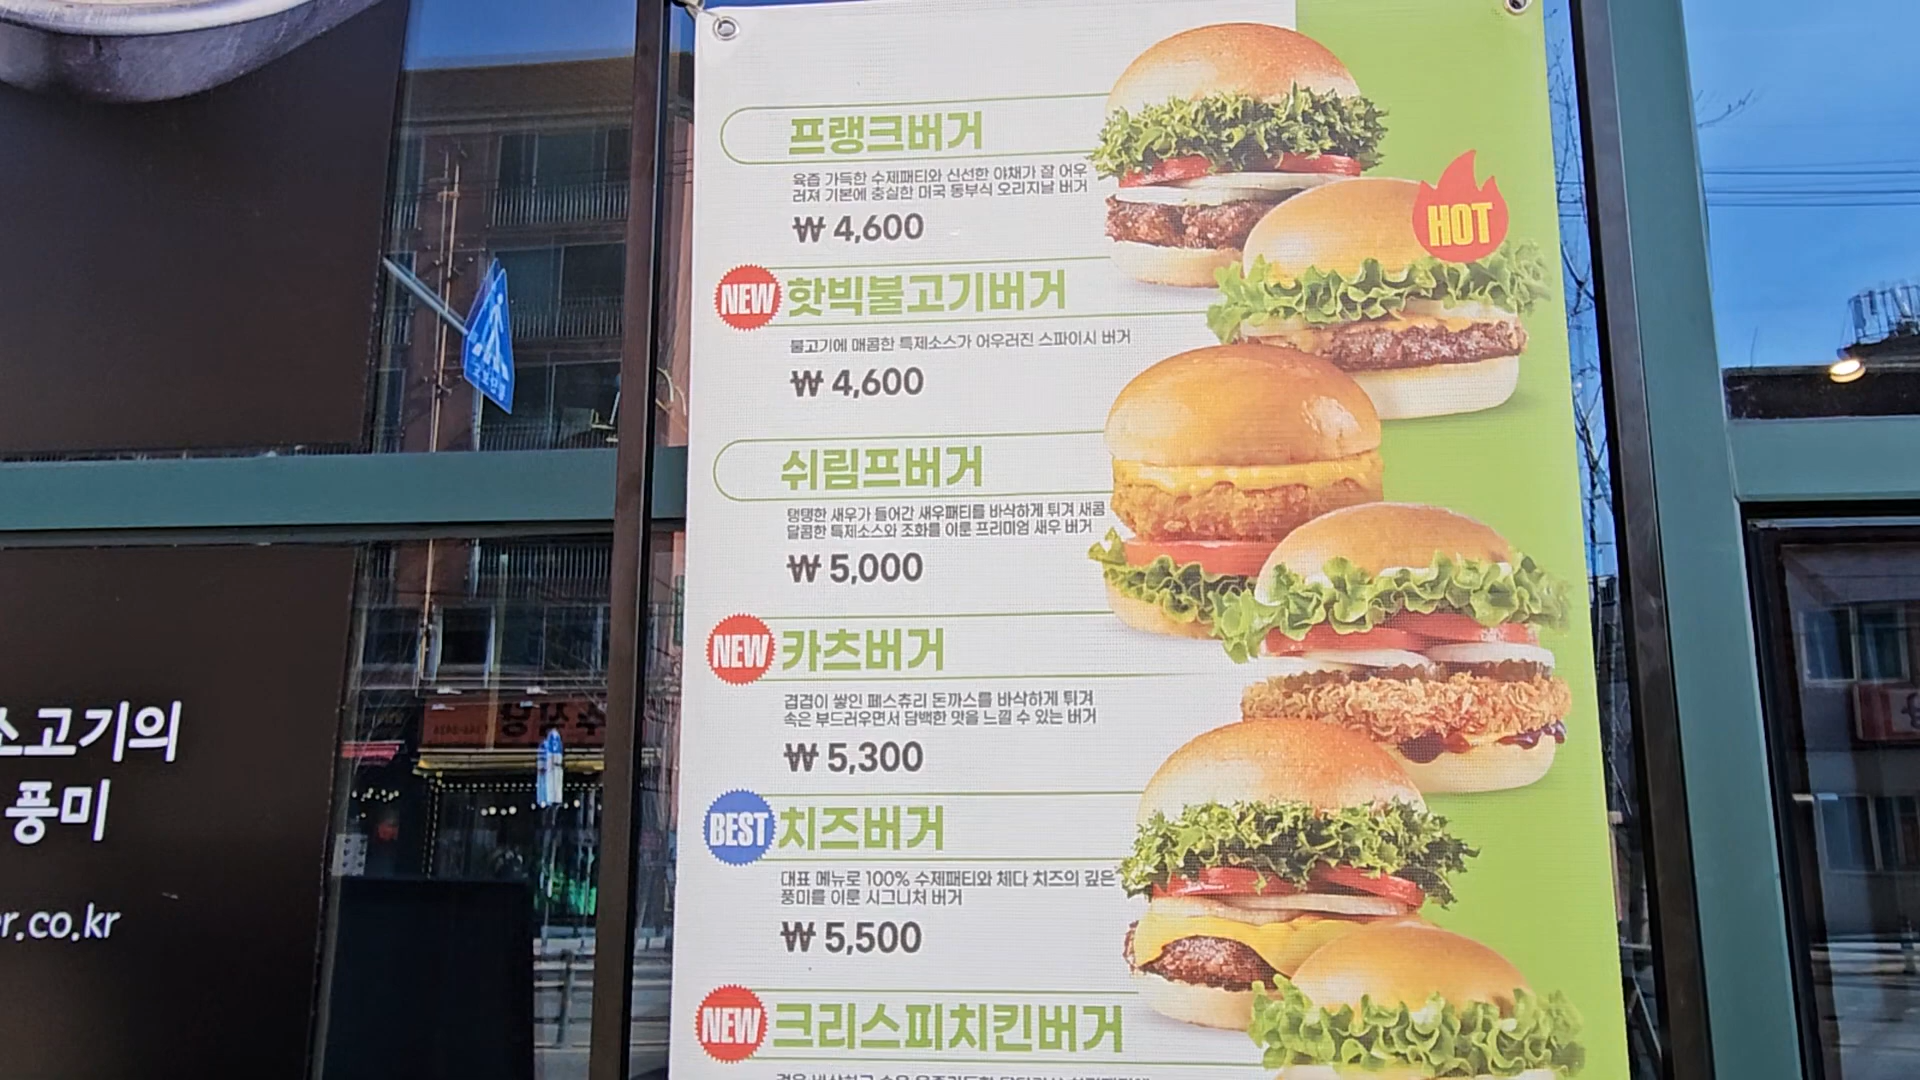 프랭크버거
육즙 가득한 수제패티와 신선한 야채가 잘 어우
러져 기본에 충실한 미국 동부식 오리지날 버거
₩ 4,600
HOT
NEW 핫빅불고기버거
불고기에 매콤한 특제소스가 어우러진 스파이시 버거
₩ 4,600
쉬림프버거
탱탱한 새우가 들어간 새우패티를 바삭하게 튀겨 새콤
달콤한 특제소스와 조화를 이룬 프리미엄 새우 버거
₩ 5,000
NEW 카츠버거
겹겹이 쌓인 페스츄리 돈까스를 바삭하게 튀겨
속은 부드러우면서 담백한 맛을 느낄 수 있는 버거
₩ 5,300
BEST 치즈버거
대표 메뉴로 100% 수제패티와 체다 치즈의 깊은
풍미를 이룬 시그니처 버거
₩ 5,500
NEW 크리스피치킨버거
소고기의
풍미
r.co.kr